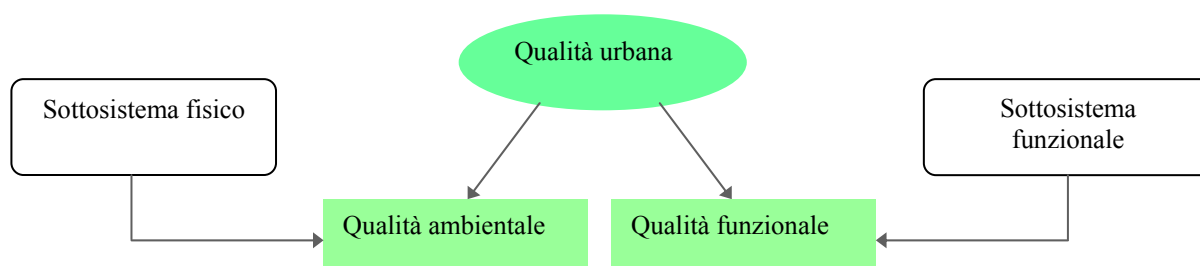 Qualità urbana
Sottosistema fisico
Sottosistema
funzionale
Qualità ambientale
Qualità funzionale